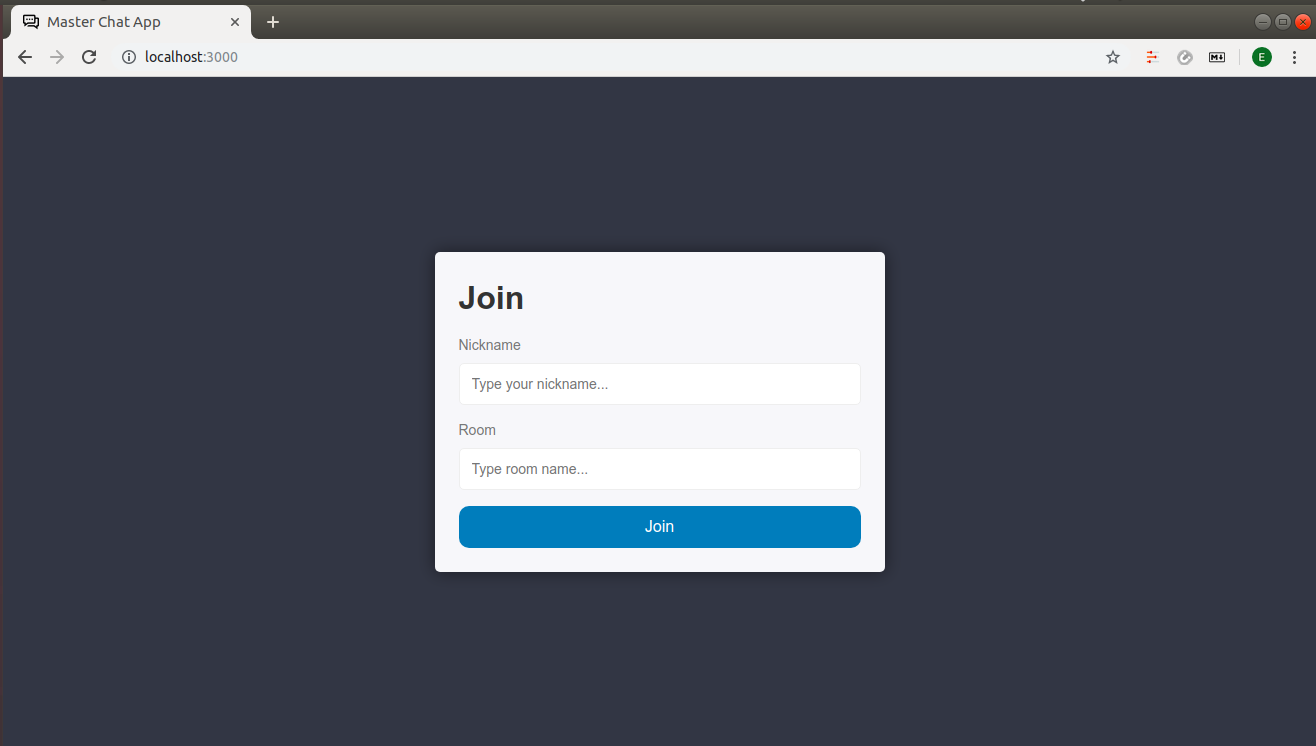 Master Chat App
localhost:3000
M
E
Join
Nickname
Type your nickname...
Room
Type room name...
Join